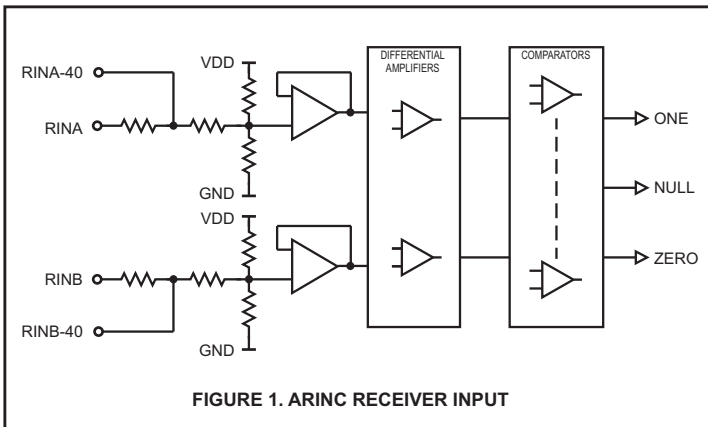 DIFFERENTIAL
AMPLIFIERS
COMPARATORS
VDD
RINA-40
RINA
ONE
GND
NULL
VDD
RINB
ZERO
RINB-40
GND
FIGURE 1. ARINC RECEIVER INPUT